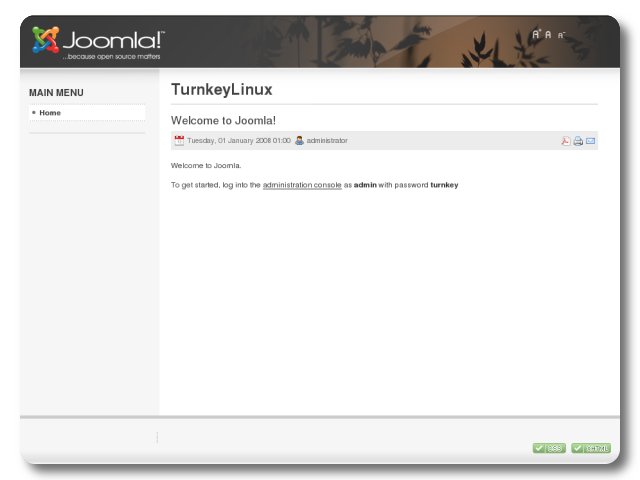 Joomla!™
...because open source matters
A+ A A-
MAIN MENU
Home
TurnkeyLinux
Welcome to Joomla!
Tuesday, 01 January 2008 01:00 administrator
Welcome to Joomla.
To get started, log into the administration console as admin with password turnkey
CSS XHTML